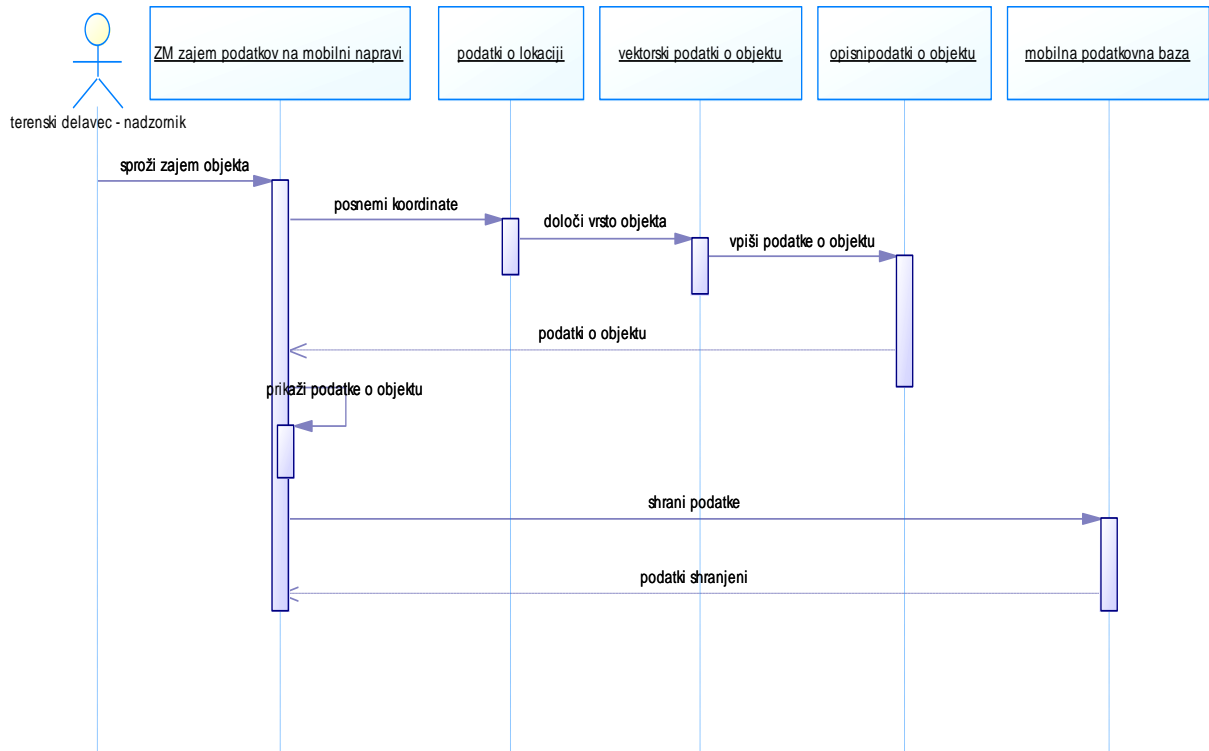 ZM zajem podatkov na mobilni napravi
podatki o lokaciji
vektorski podatki o objektu
opisnipodatki o objektu
mobilna podatkovna baza
terenski delavec - nadzornik
sproži zajem objekta
posnemi koordinate
določi vrsto objekta
vpiši podatke o objektu
podatki o objektu
prikaži podatke o objektu
shrani podatke
podatki shranjeni